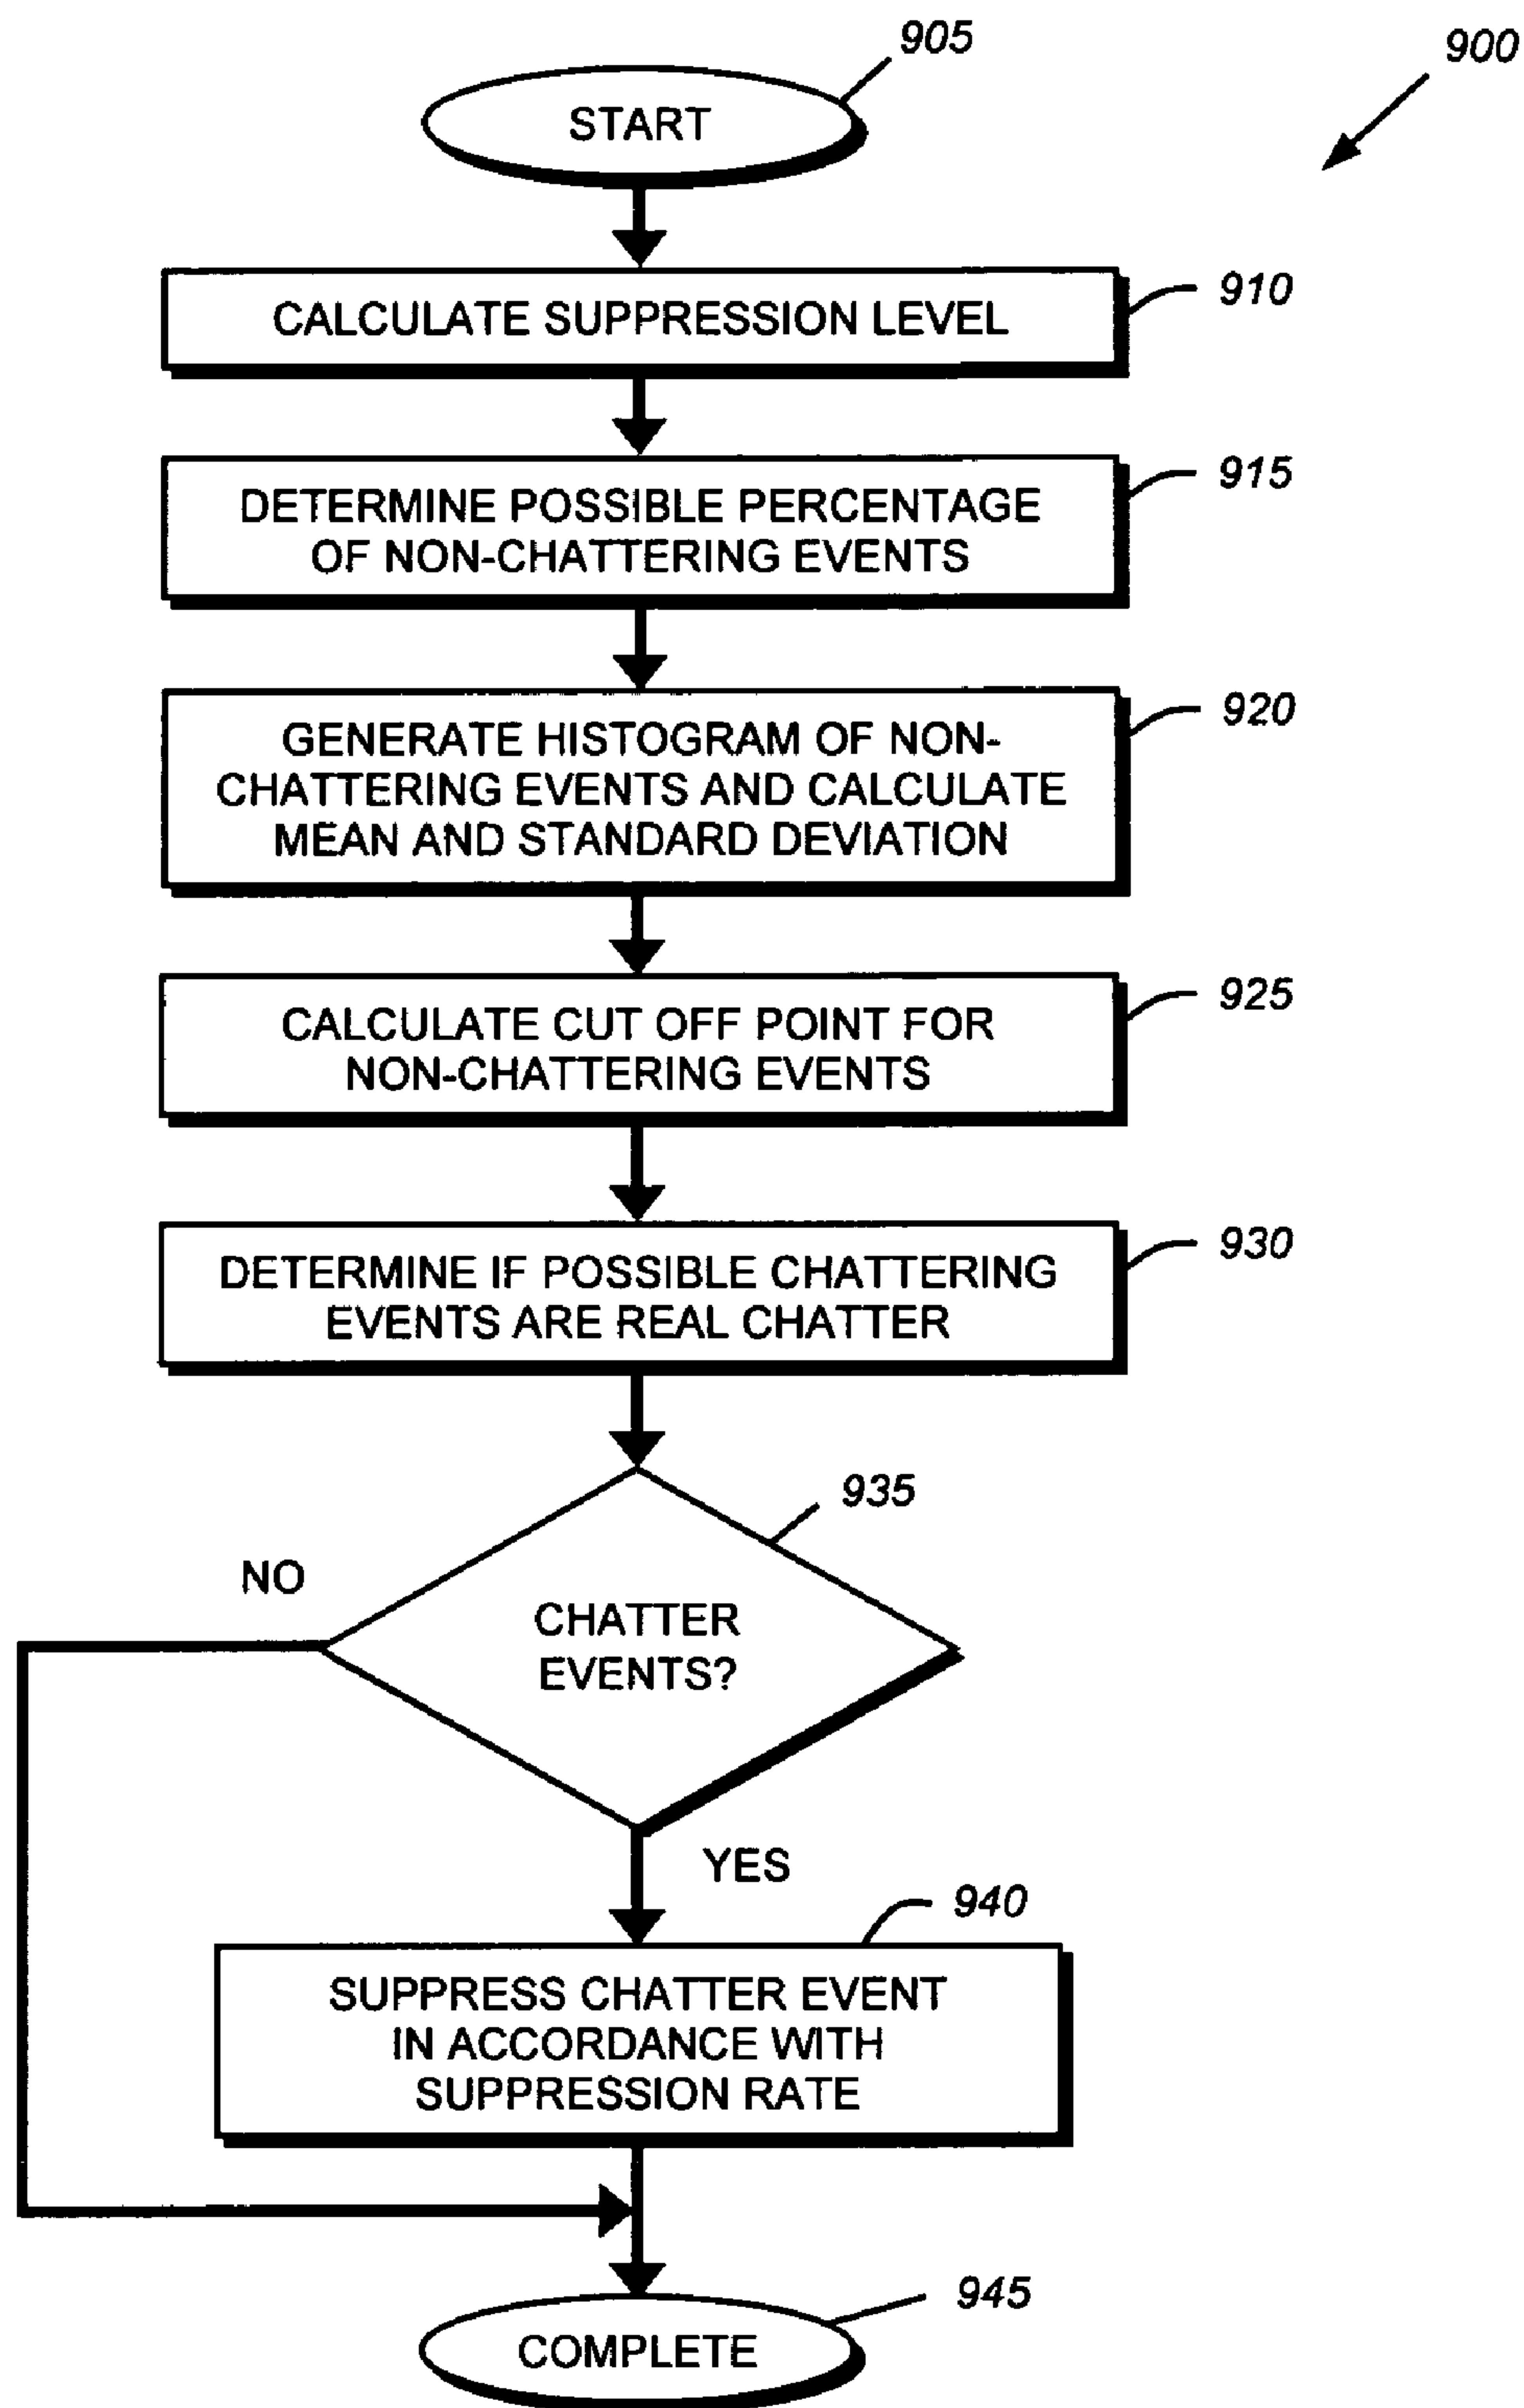 905
900
START
CALCULATE SUPPRESSION LEVEL
910
DETERMINE POSSIBLE PERCENTAGE
OF NON-CHATTERING EVENTS
915
GENERATE HISTOGRAM OF NON-
CHATTERING EVENTS AND CALCULATE
MEAN AND STANDARD DEVIATION
920
CALCULATE CUT OFF POINT FOR
NON-CHATTERING EVENTS
925
DETERMINE IF POSSIBLE CHATTERING
EVENTS ARE REAL CHATTER
930
935
NO
CHATTER
EVENTS?
YES
940
SUPPRESS CHATTER EVENT
IN ACCORDANCE WITH
SUPPRESSION RATE
945
COMPLETE